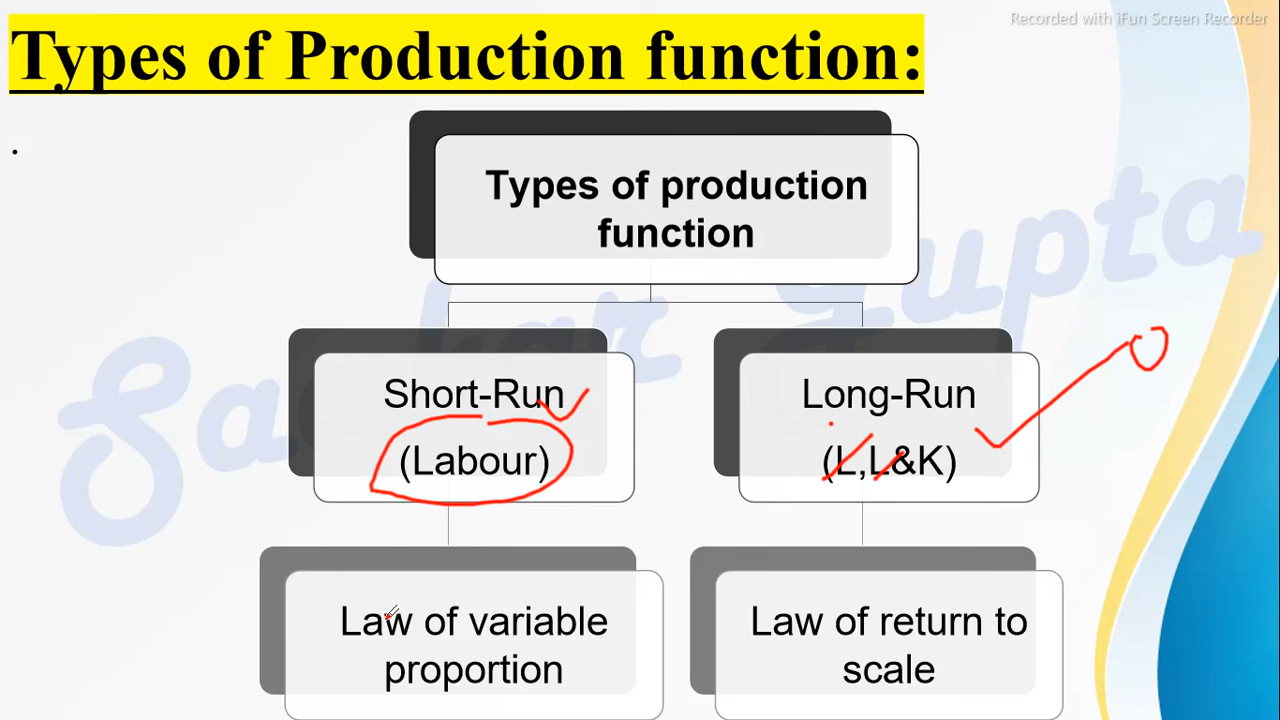 Recorded with iFun Screen Recorder
Types of Production function:
.
Types of production
function
Short-Run
(Labour)
Long-Run
(L,L&K)
Law of variable
proportion
Law of return to
scale
Gupta